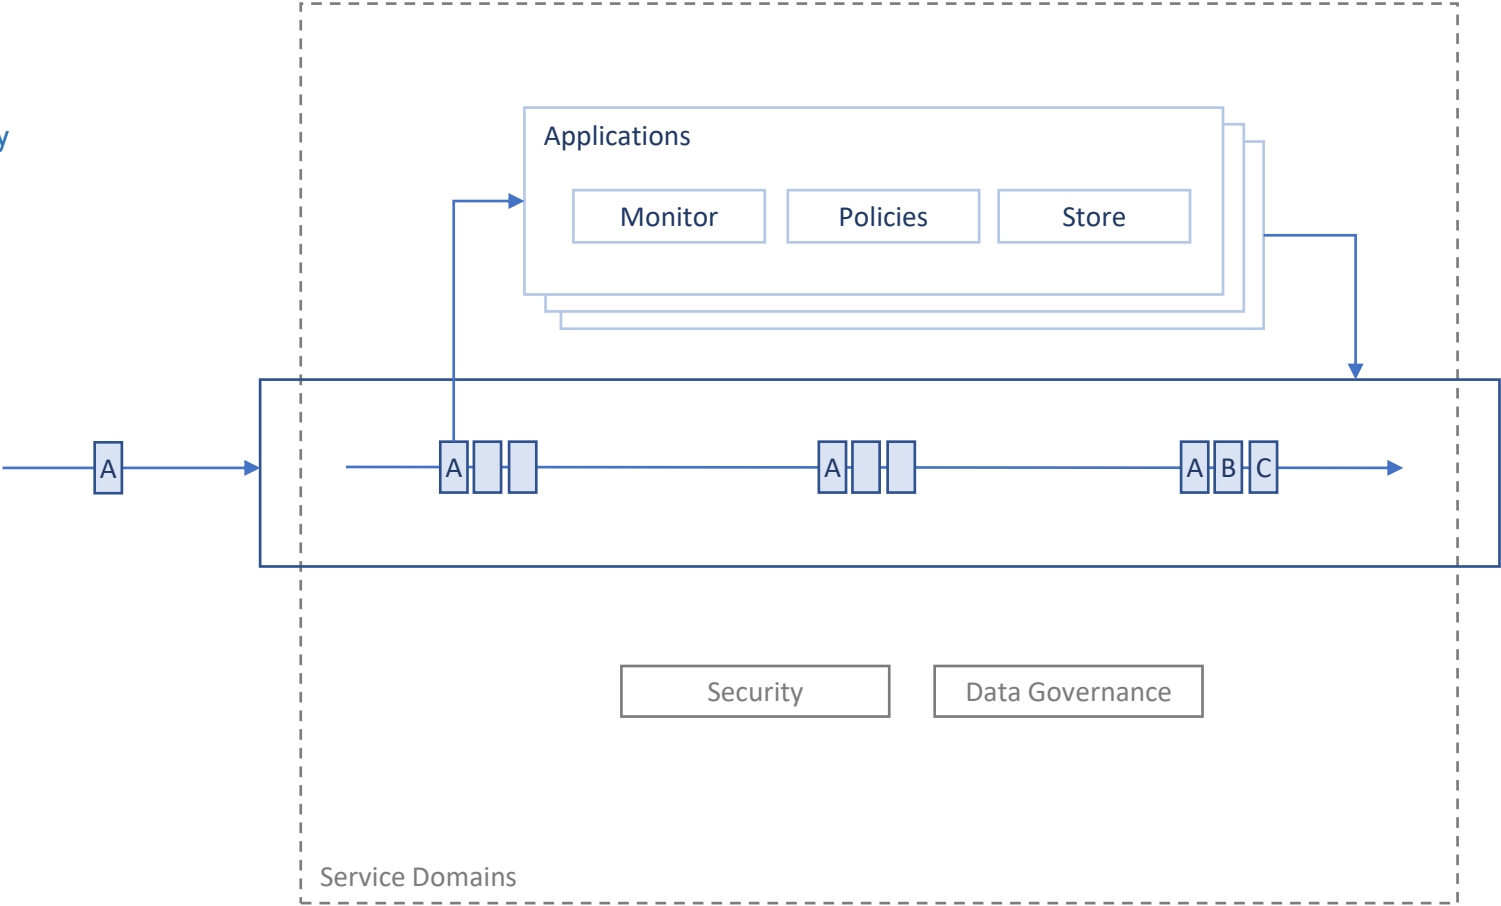 y
Applications
Monitor
Policies
Store
A
A
A
A B C
Security
Data Governance
Service Domains